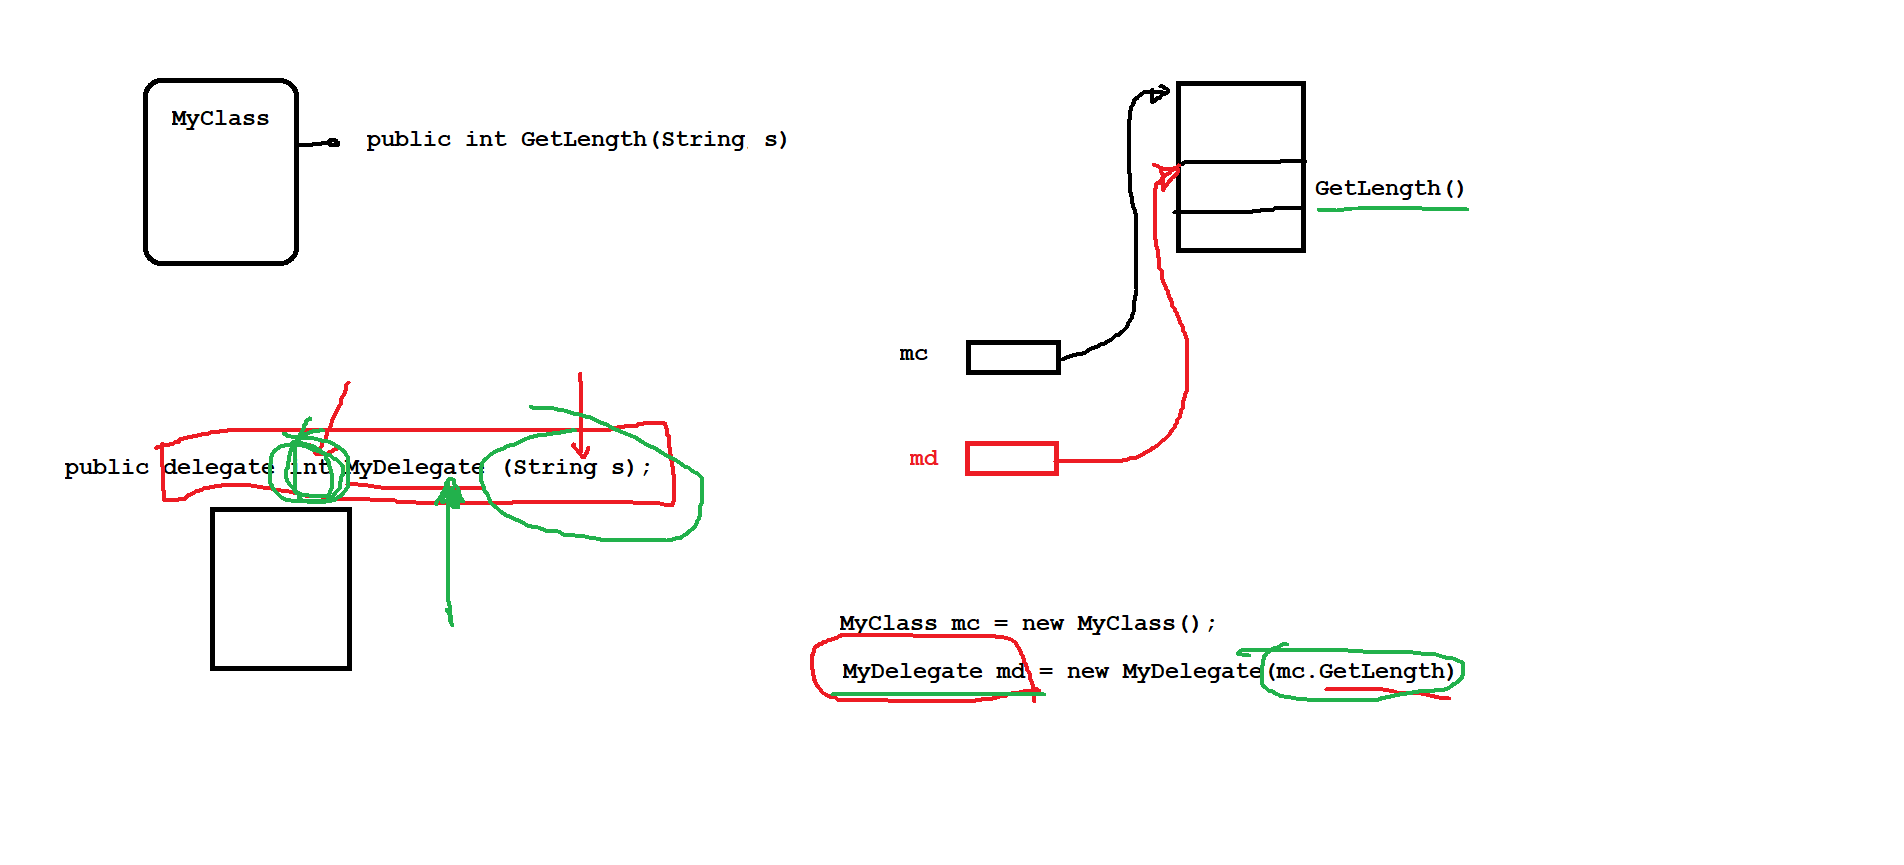 MyClass
public int GetLength(String s)
GetLength()
mc
md
public delegate int MyDelegate (String s);
MyClass mc = new MyClass();
MyDelegate md = new MyDelegate(mc.GetLength)